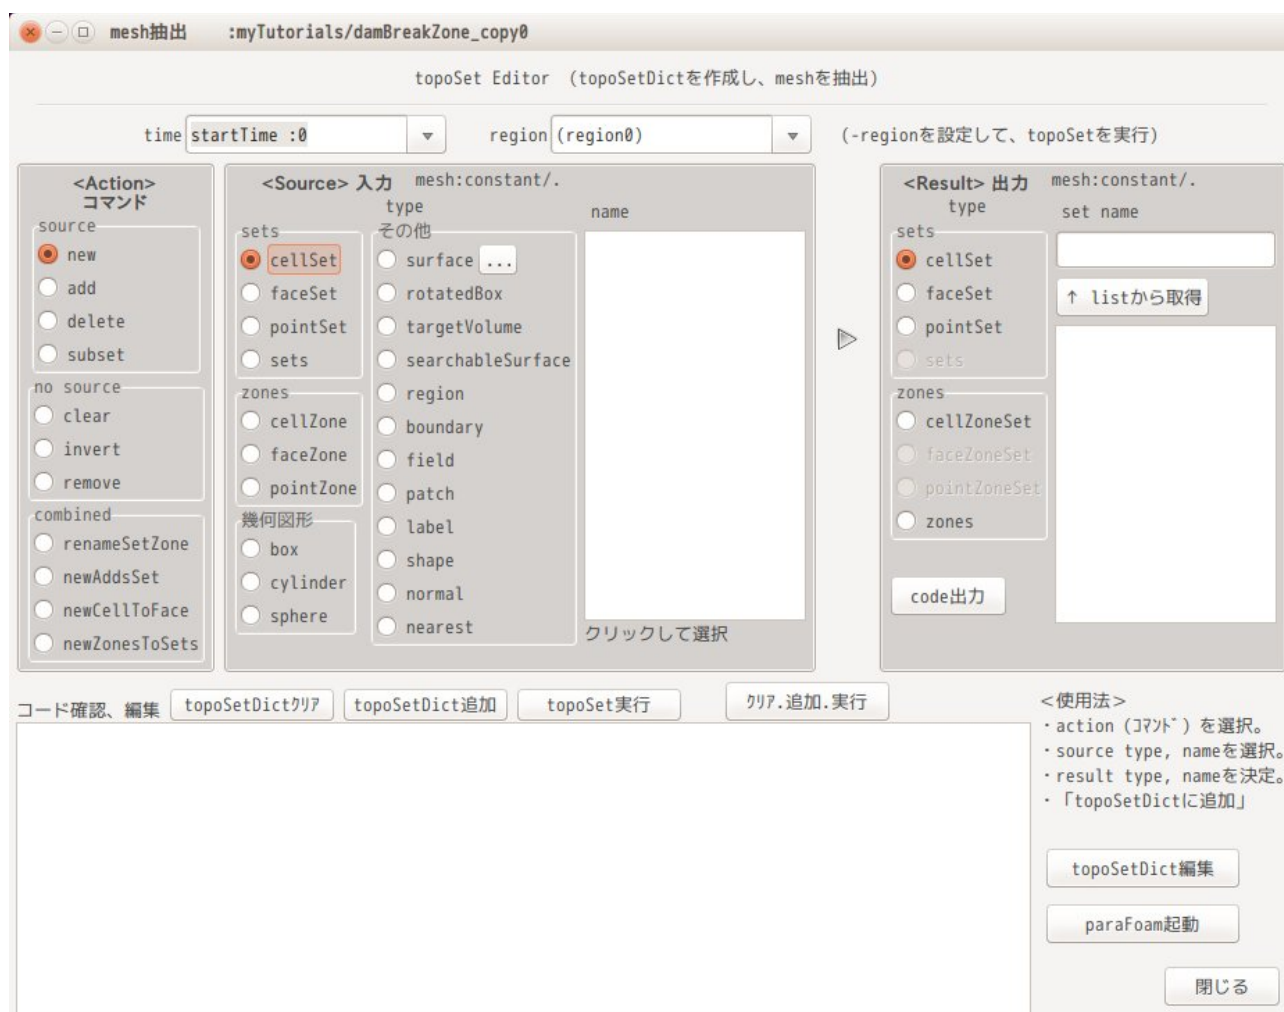 mesh抽出 :myTutorials/damBreakZone_copy0
topoSet Editor （topoSetDictを作成し、meshを抽出）
time startTime :0 region (region0) (-regionを設定して、topoSetを実行)
<Action>
コマンド
source
new
add
delete
subset
no source
clear
invert
remove
combined
renameSetZone
newAddsSet
newCellToFace
newZonesToSets
<Source> 入力 mesh:constant/.
type
name
sets
cellSet
faceSet
pointSet
sets
zones
cellZone
faceZone
pointZone
幾何図形
box
cylinder
sphere
その他
surface ...
rotatedBox
targetVolume
searchableSurface
region
boundary
field
patch
label
shape
normal
nearest
クリックして選択
<Result> 出力 mesh:constant/.
type
set name
sets
cellSet
faceSet
pointSet
sets
zones
cellZoneSet
faceZoneSet
pointZoneSet
zones
↑ listから取得
code出力
コード確認、編集 topoSetDictｸﾘｱ topoSetDict追加 topoSet実行 ｸﾘｱ.追加.実行
＜使用法＞
・action（ｺﾏﾝﾄﾞ）を選択。
・source type, nameを選択。
・result type, nameを決定。
・「topoSetDictに追加」
topoSetDict編集
paraFoam起動
閉じる